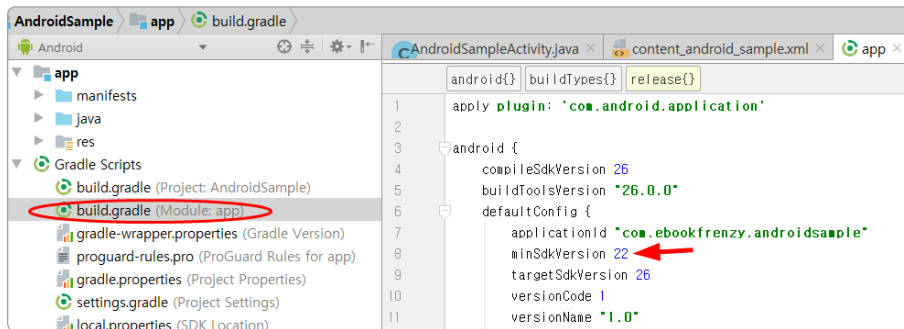 AndroidSample app build.gradle
Android
AndroidSampleActivity.java content_android_sample.xml app
android{} buildTypes{} release{}
app
manifests
java
res
Gradle Scripts
build.gradle (Project: AndroidSample)
build.gradle (Module: app)
gradle-wrapper.properties (Gradle Version)
proguard-rules.pro (ProGuard Rules for app)
gradle.properties (Project Properties)
settings.gradle (Project Settings)
local.properties (SDK Location)
1 apply plugin: 'com.android.application'
2
3 android {
4 compileSdkVersion 26
5 buildToolsVersion "26.0.0"
6 defaultConfig {
7 applicationId "com.ebookfrenzy.androidsample"
8 minSdkVersion 22
9 targetSdkVersion 26
10 versionCode 1
11 versionName "1.0"